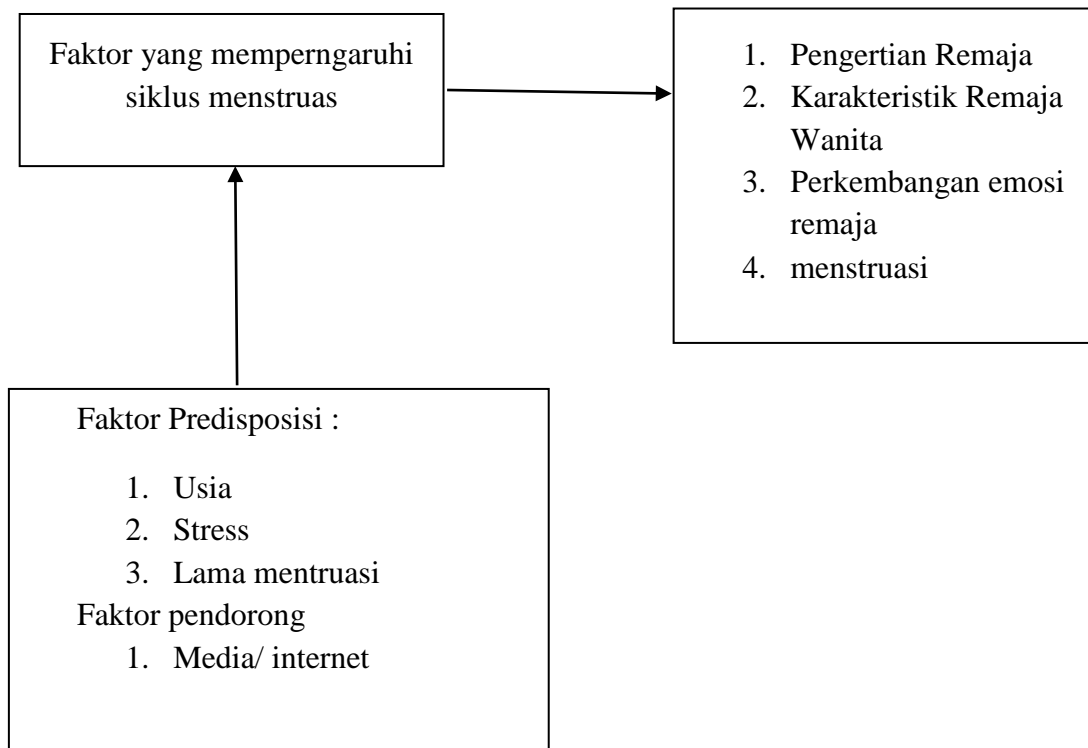 Faktor yang memperngaruhi
siklus menstruas
1. Pengertian Remaja
2. Karakteristik Remaja
Wanita
3. Perkembangan emosi
remaja
4. menstruasi
Faktor Predisposisi :
1. Usia
2. Stress
3. Lama mentruasi
Faktor pendorong
1. Media/ internet